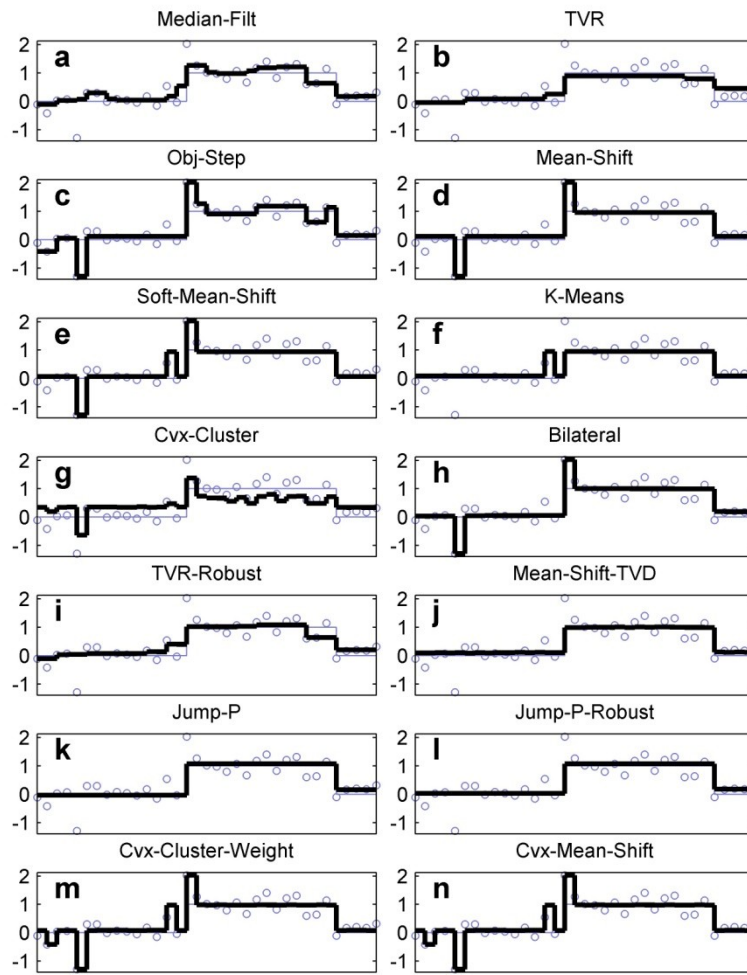 Median-Filt TVR
2 a 2 b
1 1
0 0
-1 -1
Obj-Step Mean-Shift
2 c 2 d
1 1
0 0
-1 -1
Soft-Mean-Shift K-Means
2 e 2 f
1 1
0 0
-1 -1
Cvx-Cluster Bilateral
2 g 2 h
1 1
0 0
-1 -1
TVR-Robust Mean-Shift-TVD
2 i 2 j
1 1
0 0
-1 -1
Jump-P Jump-P-Robust
2 k 2 l
1 1
0 0
-1 -1
Cvx-Cluster-Weight Cvx-Mean-Shift
2 m 2 n
1 1
0 0
-1 -1